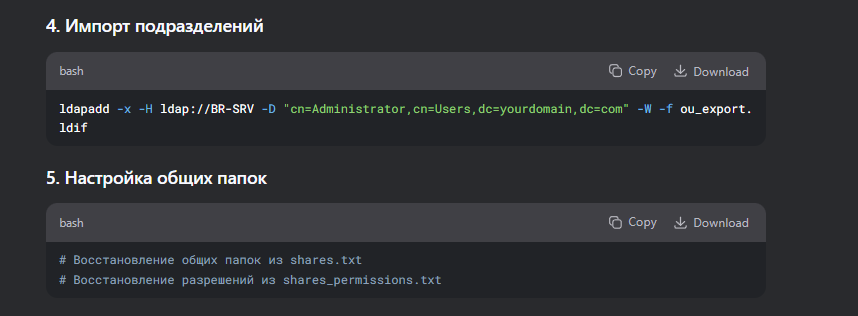 4. Импорт подразделений
bash
Copy
Download
ldapadd -x -H ldap://BR-SRV -D "cn=Administrator,cn=Users,dc=yourdomain,dc=com" -W -f ou_export.
ldif
5. Настройка общих папок
bash
Copy
Download
# Восстановление общих папок из shares.txt
# Восстановление разрешений из shares_permissions.txt